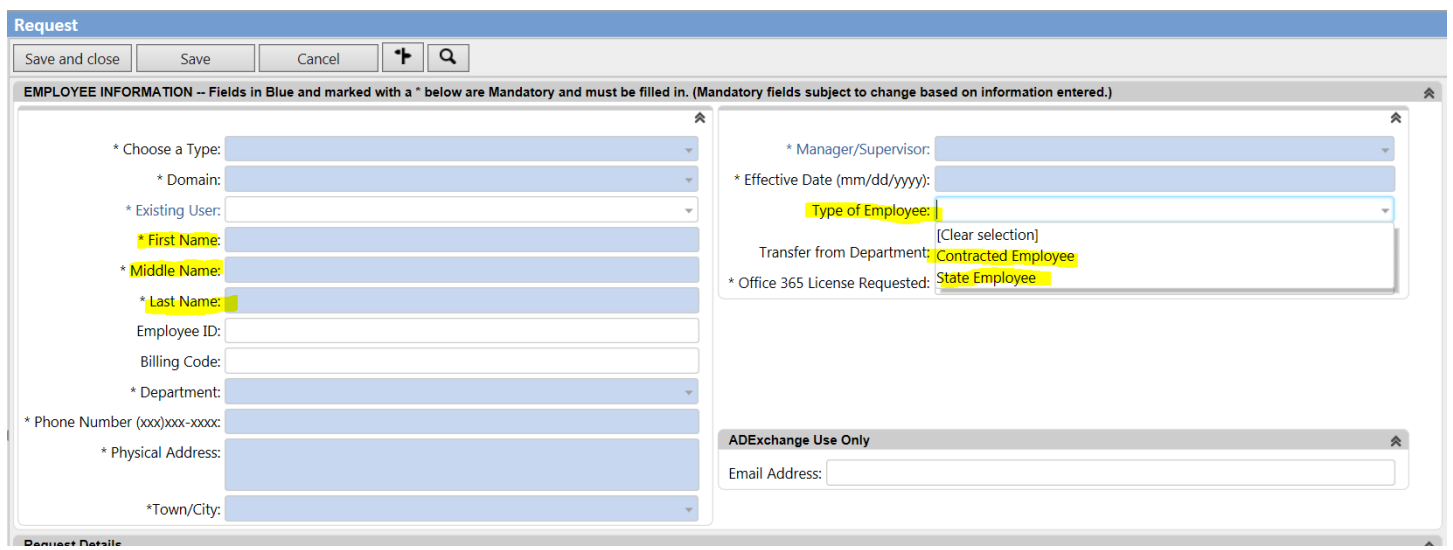 Request
Save and close Save Cancel
EMPLOYEE INFORMATION -- Fields in Blue and marked with a * below are Mandatory and must be filled in. (Mandatory fields subject to change based on information entered.)
* Choose a Type:
* Domain:
* Existing User:
* First Name:
* Middle Name:
* Last Name:
Employee ID:
Billing Code:
* Department:
* Phone Number (xxx)xxx-xxxx:
* Physical Address:
*Town/City:
* Manager/Supervisor:
* Effective Date (mm/dd/yyyy):
Type of Employee:
[Clear selection]
Transfer from Department: Contracted Employee
* Office 365 License Requested: State Employee
ADExchange Use Only
Email Address:
Request Details